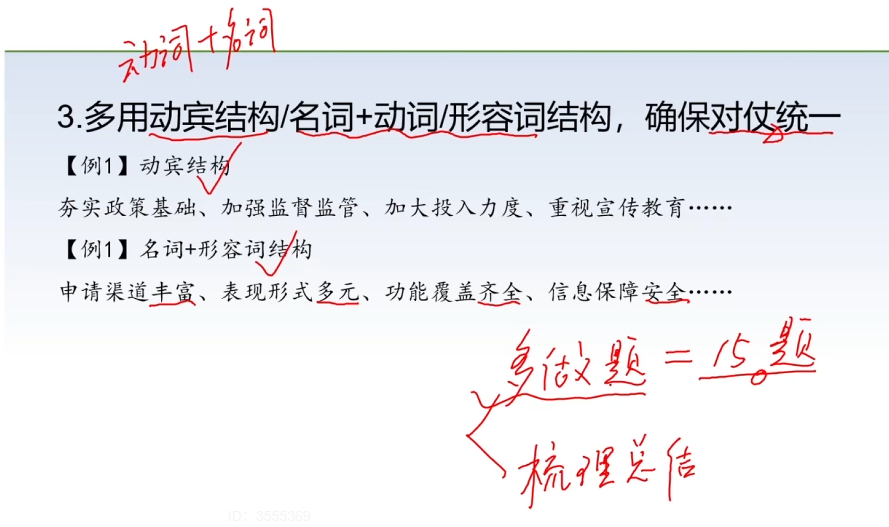 动词+名词
3.多用动宾结构/名词+动词/形容词结构，确保对仗统一
【例1】动宾结构
夯实政策基础、加强监督监管、加大投入力度、重视宣传教育……
【例1】名词+形容词结构
申请渠道丰富、表现形式多元、功能覆盖齐全、信息保障安全……
多做题=15题
梳理总结
ID：3555369